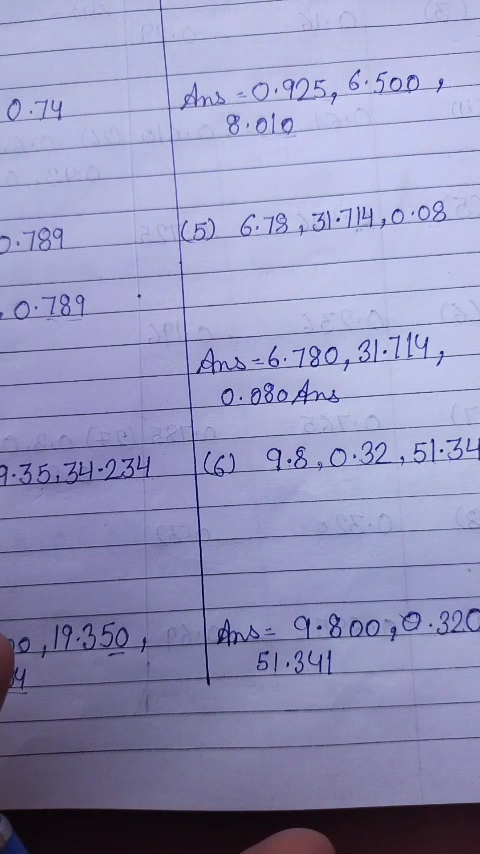 0.74
0.789
0.789
9.35, 34.234
19.350,
Ans = 0.925, 6.500,
8.010
(5) 6.78, 31.714, 0.08
Ans = 6.780, 31.714,
0.080 Ans
(6) 9.8, 0.32, 51.34
Ans = 9.800, 0.320
51.341